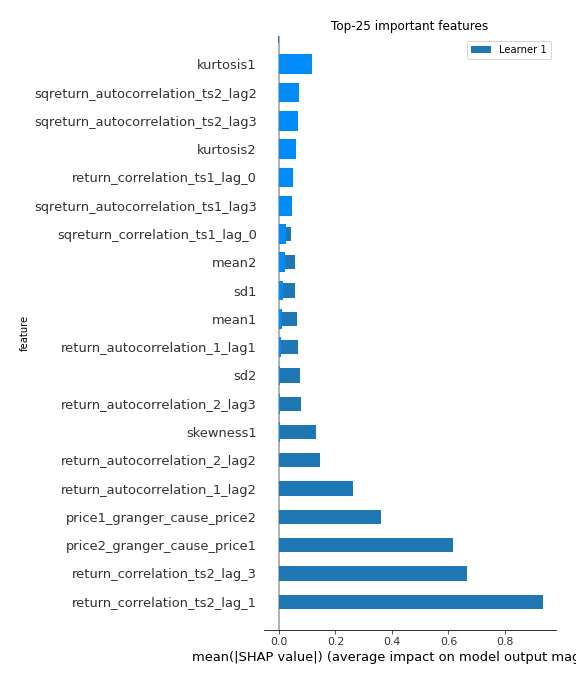 Top-25 important features
Learner 1
kurtosis1
sqreturn_autocorrelation_ts2_lag2
sqreturn_autocorrelation_ts2_lag3
kurtosis2
return_correlation_ts1_lag_0
sqreturn_autocorrelation_ts1_lag3
sqreturn_correlation_ts1_lag_0
mean2
sd1
mean1
return_autocorrelation_1_lag1
sd2
return_autocorrelation_2_lag3
skewness1
return_autocorrelation_2_lag2
return_autocorrelation_1_lag2
price1_granger_cause_price2
price2_granger_cause_price1
return_correlation_ts2_lag_3
return_correlation_ts2_lag_1
feature
0.0 0.2 0.4 0.6 0.8
mean(|SHAP value|) (average impact on model output mag